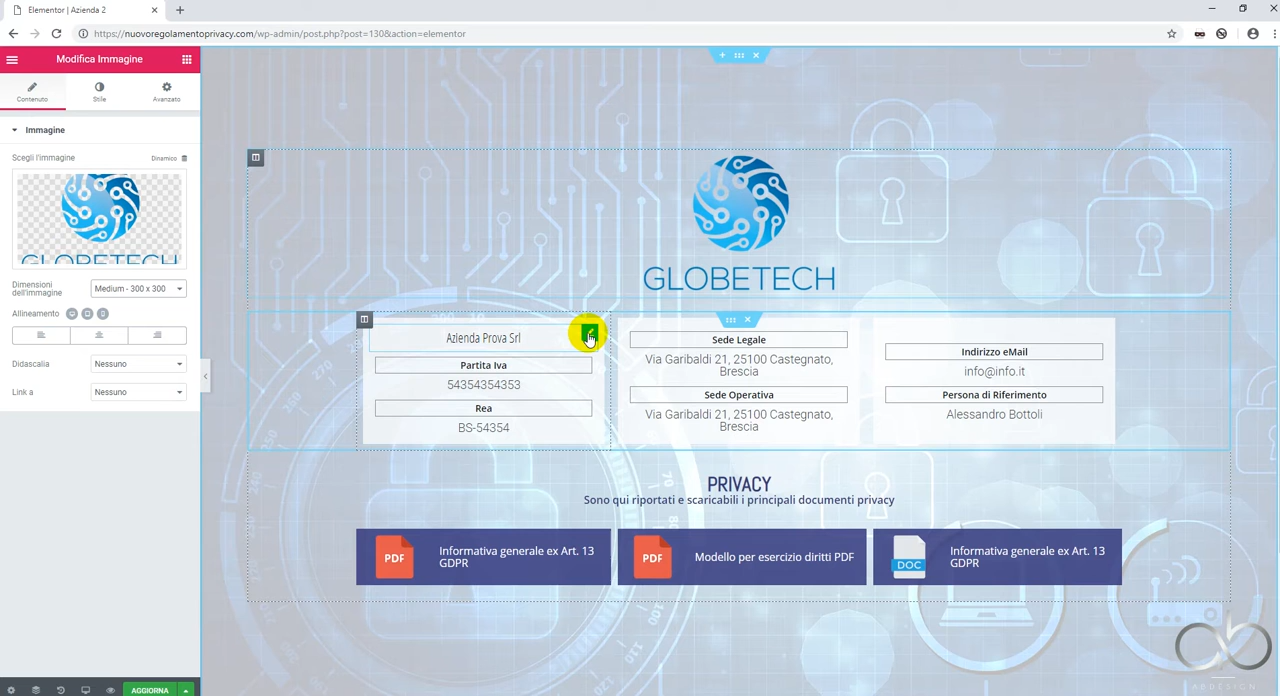 Elementor | Azienda 2
https://nuovoregolamentoprivacy.com/wp-admin/post.php?post=130&action=elementor
Modifica Immagine
Contenuto
Stile
Avanzato
Immagine
Scegli l'Immagine
Dinamico
GLOBETECH
Dimensioni
dell'immagine
Medium - 300 x 300
Allineamento
Didascalia
Nessuno
Link a
Nessuno
AGGIORNA
GLOBETECH
Azienda Prova Srl
Partita Iva
54354354353
Rea
BS-54354
Sede Legale
Via Garibaldi 21, 25100 Castegnato,
Brescia
Sede Operativa
Via Garibaldi 21, 25100 Castegnato,
Brescia
Indirizzo eMail
info@info.it
Persona di Riferimento
Alessandro Bottoli
PRIVACY
Sono qui riportati e scaricabili i principali documenti privacy
PDF
Informativa generale ex Art. 13
GDPR
PDF
Modello per esercizio diritti PDF
DOC
Informativa generale ex Art. 13
GDPR